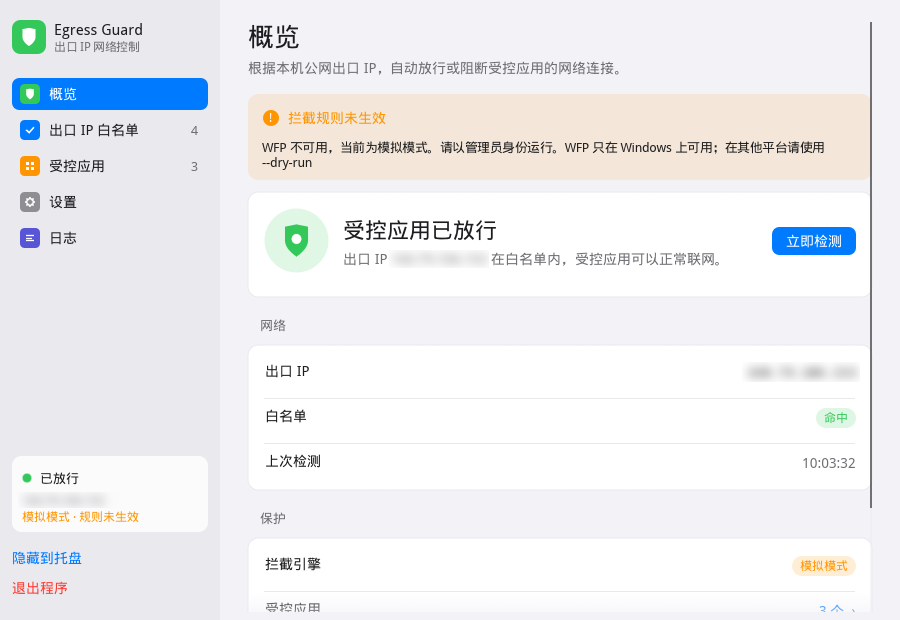 Egress Guard
出口 IP 网络控制
概览
出口 IP 白名单 4
受控应用 3
设置
日志
已放行
模拟模式 · 规则未生效
隐藏到托盘
退出程序
概览
根据本机公网出口 IP，自动放行或阻断受控应用的网络连接。
拦截规则未生效
WFP 不可用，当前为模拟模式。请以管理员身份运行。WFP 只在 Windows 上可用；在其他平台请使用
--dry-run
受控应用已放行
出口 IP 在白名单内，受控应用可以正常联网。
立即检测
网络
出口 IP
白名单 命中
上次检测 10:03:32
保护
拦截引擎 模拟模式
受控应用 3 个 ›